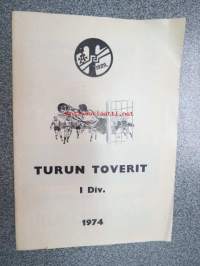 TURUN TOVERIT
I Div.
1974